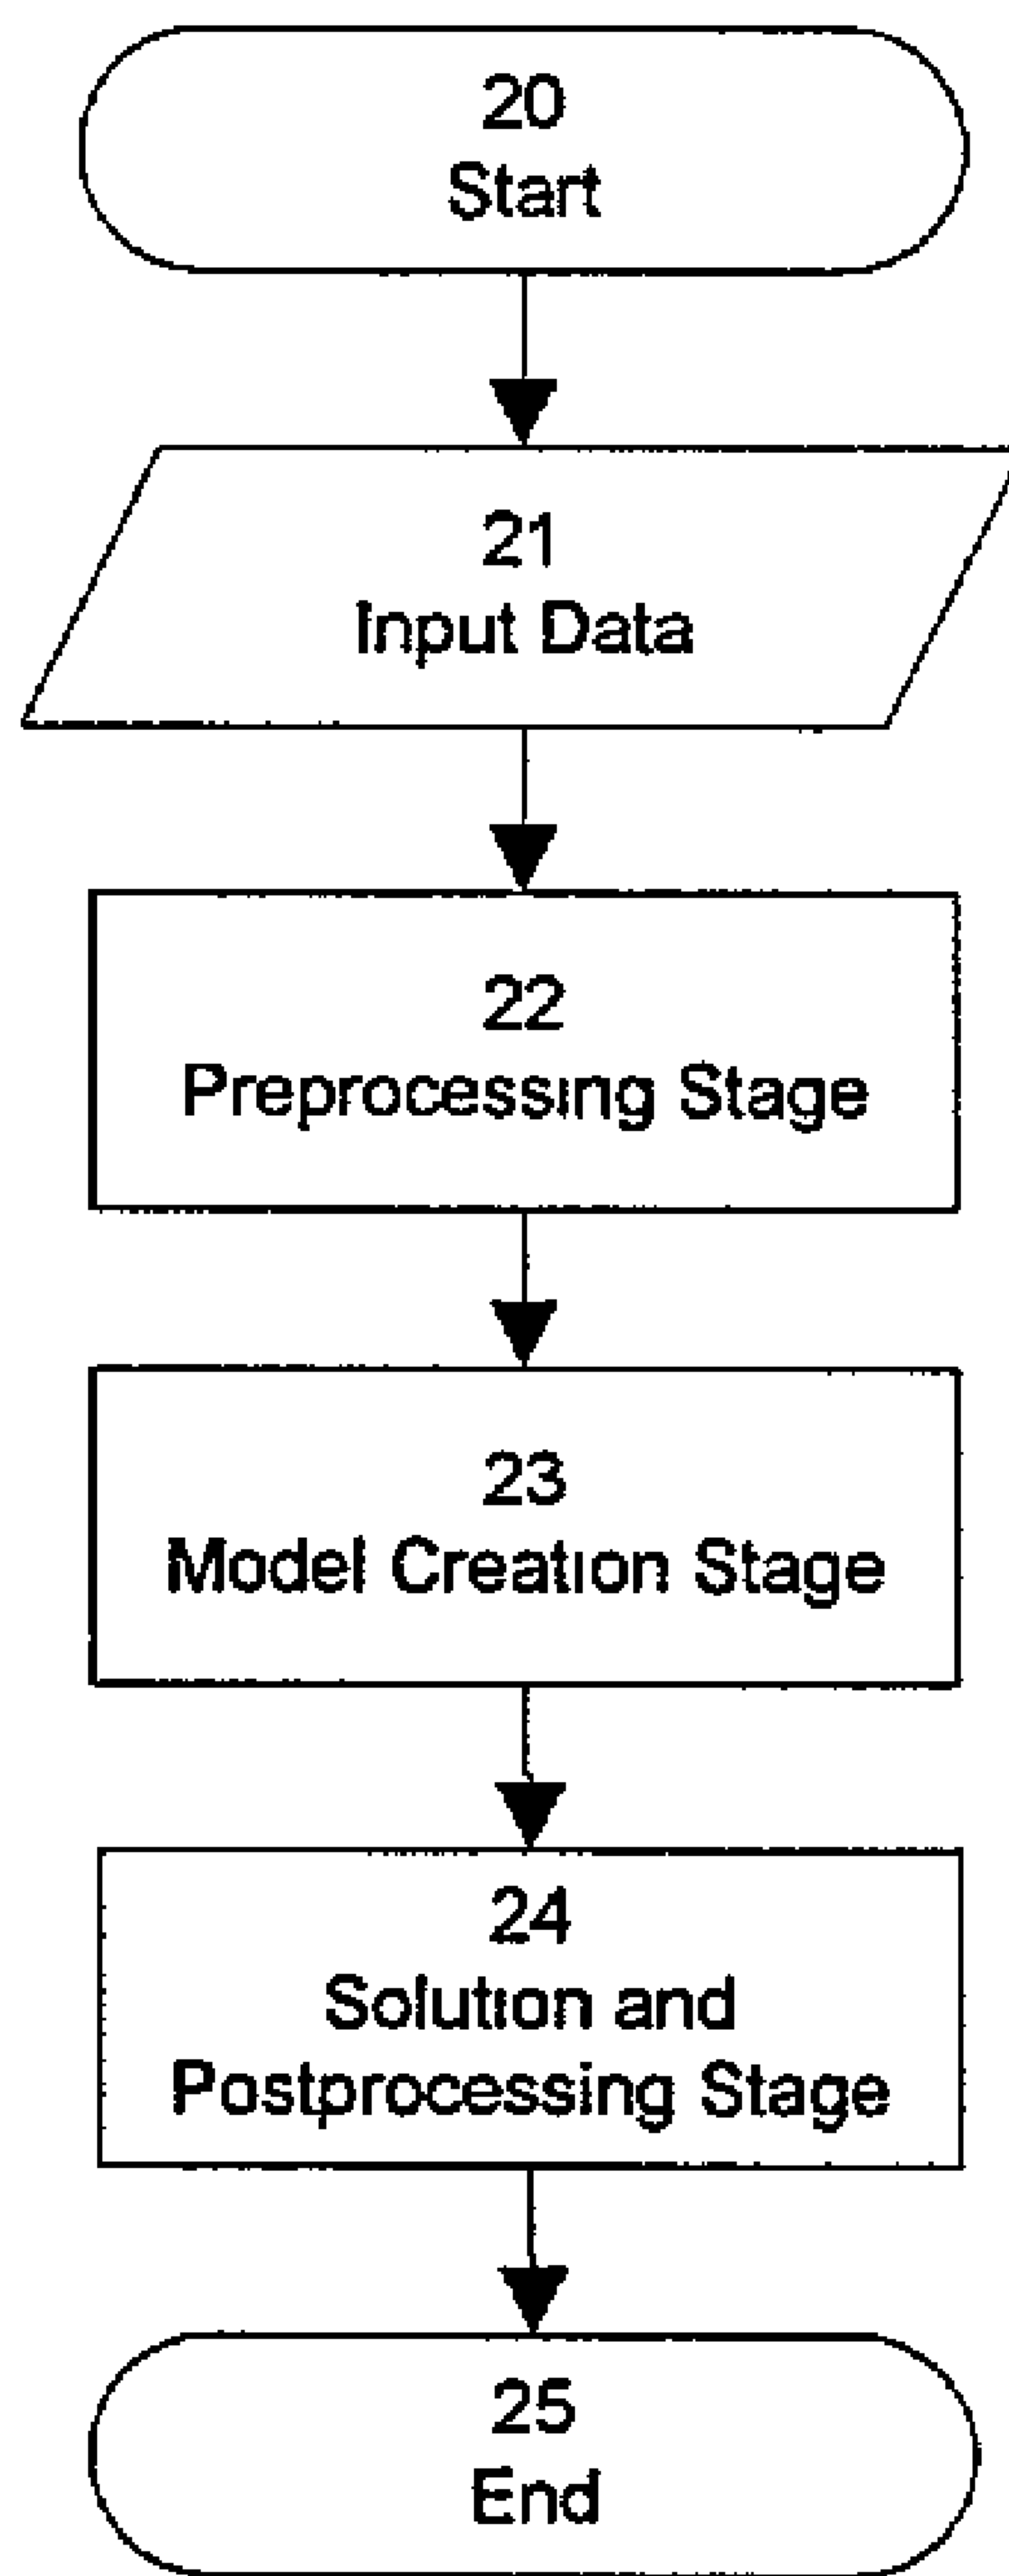 20
Start
21
Input Data
22
Preprocessing Stage
23
Model Creation Stage
24
Solution and
Postprocessing Stage
25
End